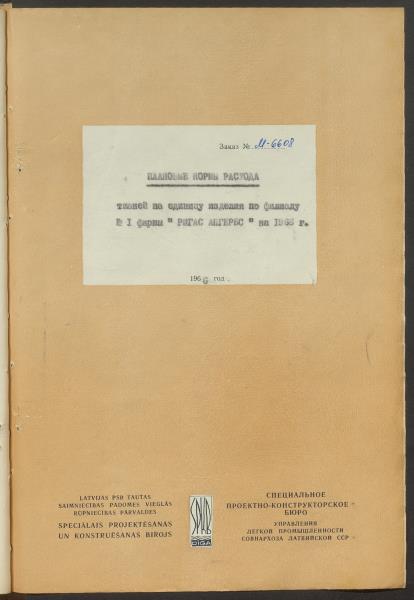 Заказ № М-6608
ПЛАНОВЫЕ НОРМЫ РАСХОДА
тканей на единицу изделия по филиалу
№ I фирмы " РИГАС АПГЕРБС " на 1966 г.
1966 год.
LATVIJAS PSR TAUTAS
SAIMNIECĪBAS PADOMES VIEGLĀS
RŪPNIECĪBAS PĀRVALDES
SPECIĀLAIS PROJEKTĒŠANAS
UN KONSTRUĒŠANAS BIROJS
SPKB
RĪGA
СПЕЦИАЛЬНОЕ
ПРОЕКТНО-КОНСТРУКТОРСКОЕ
БЮРО
УПРАВЛЕНИЯ
ЛЕГКОЙ ПРОМЫШЛЕННОСТИ
СОВНАРХОЗА ЛАТВИЙСКОЙ ССР